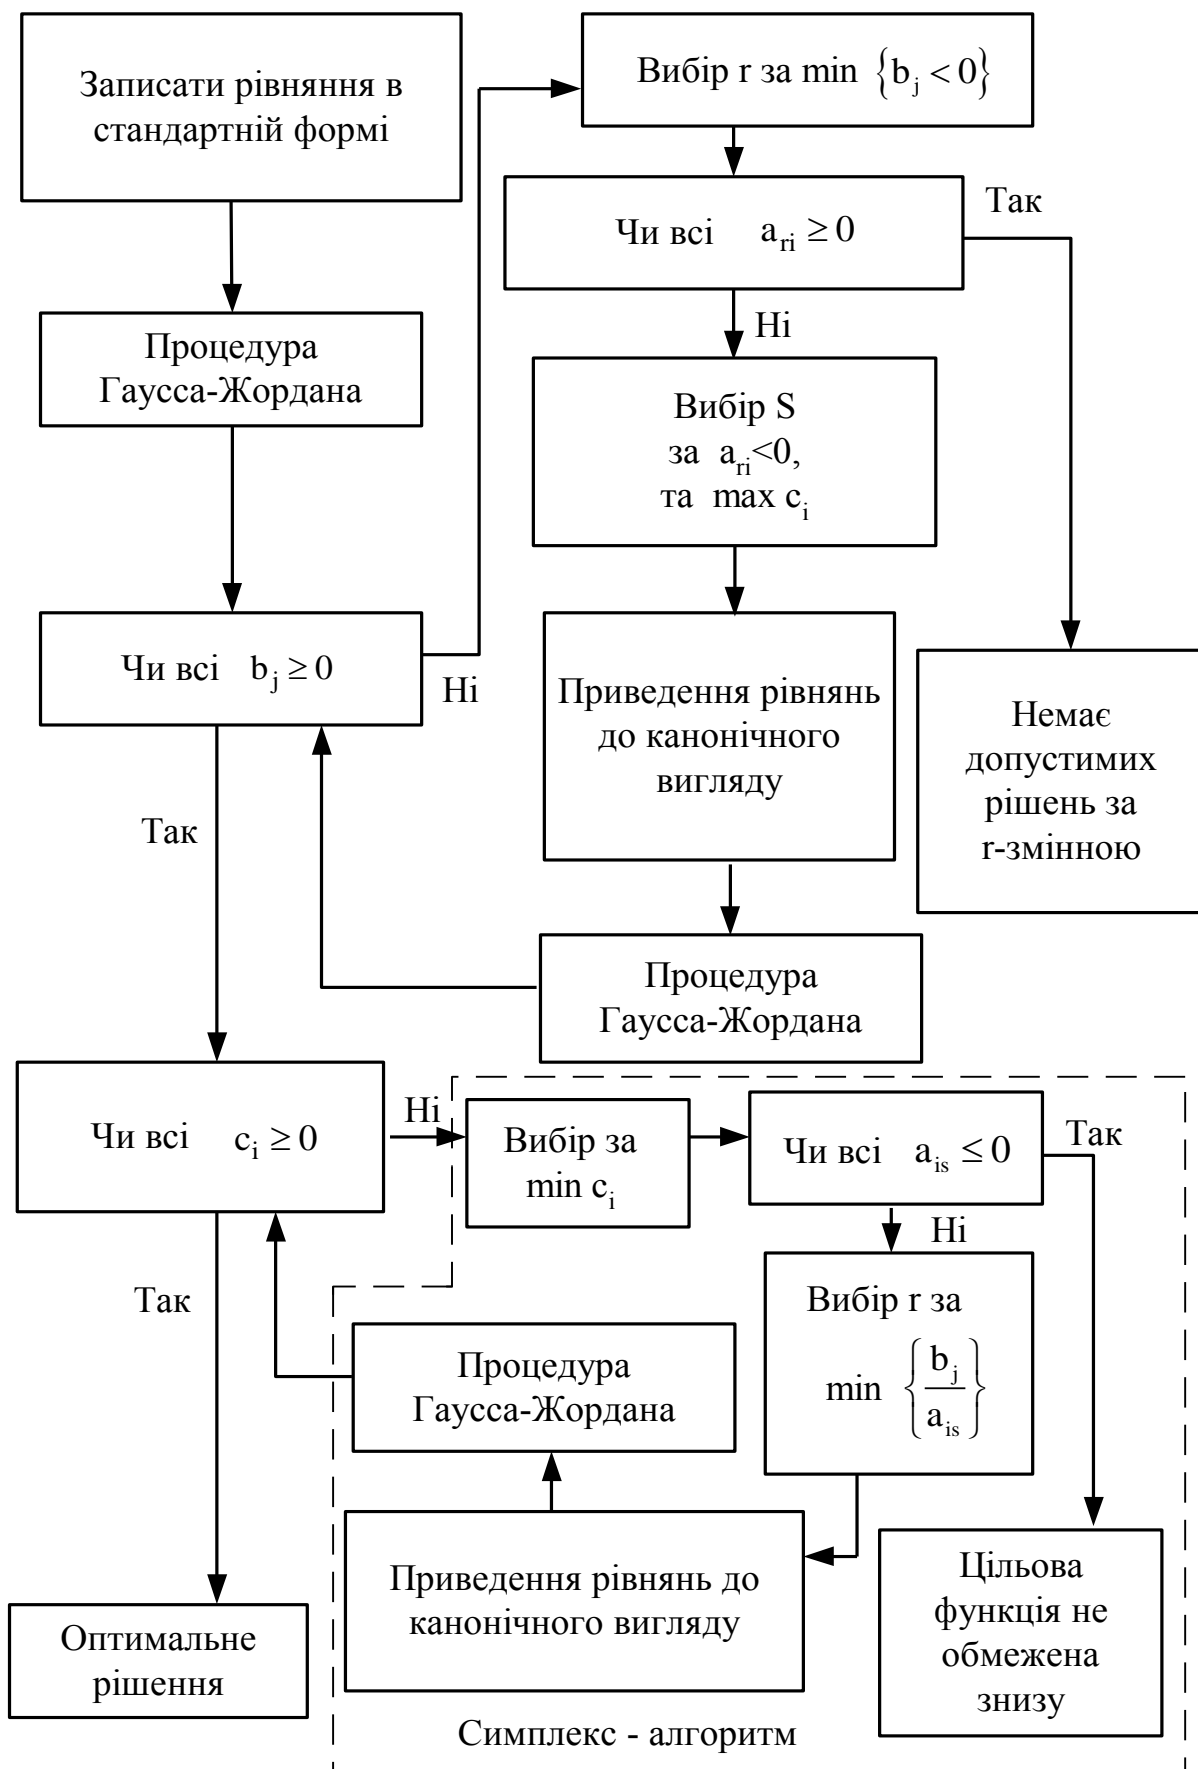 Записати рівняння в
стандартній формі
Вибір r за min {b_j < 0}
Чи всі a_ri ≥ 0
Так
Ні
Процедура
Гаусса-Жордана
Вибір S
за a_ri<0,
та max c_i
Чи всі b_j ≥ 0
Ні
Приведення рівнянь
до канонічного
вигляду
Немає
допустимих
рішень за
r-змінною
Так
Процедура
Гаусса-Жордана
Чи всі c_i ≥ 0
Ні
Вибір за
min c_i
Чи всі a_is ≤ 0
Так
Ні
Так
Вибір r за
min {b_j / a_is}
Процедура
Гаусса-Жордана
Приведення рівнянь до
канонічного вигляду
Цільова
функція не
обмежена
знизу
Оптимальне
рішення
Симплекс - алгоритм